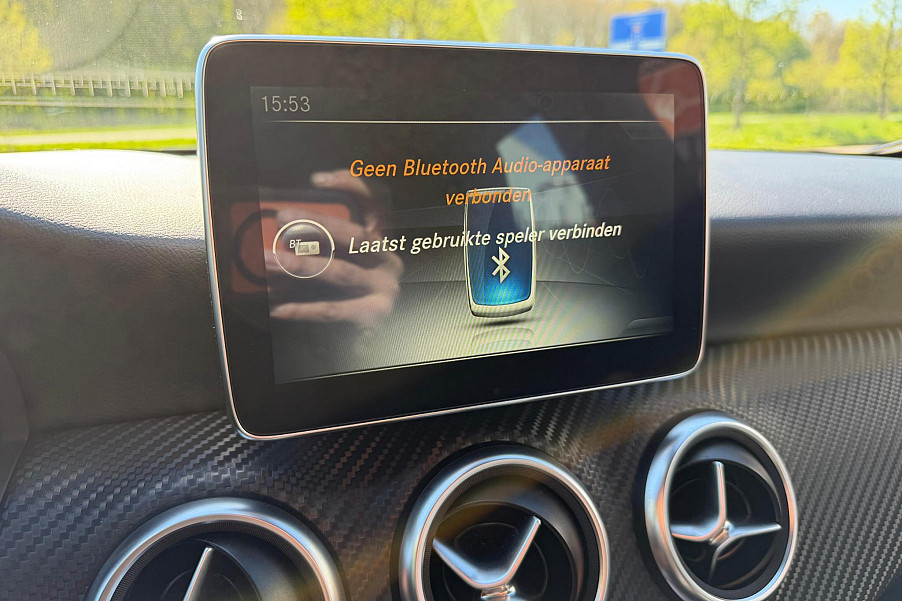 15:53
Geen Bluetooth Audio-apparaat
verbonden
BT
Laatst gebruikte speler verbinden